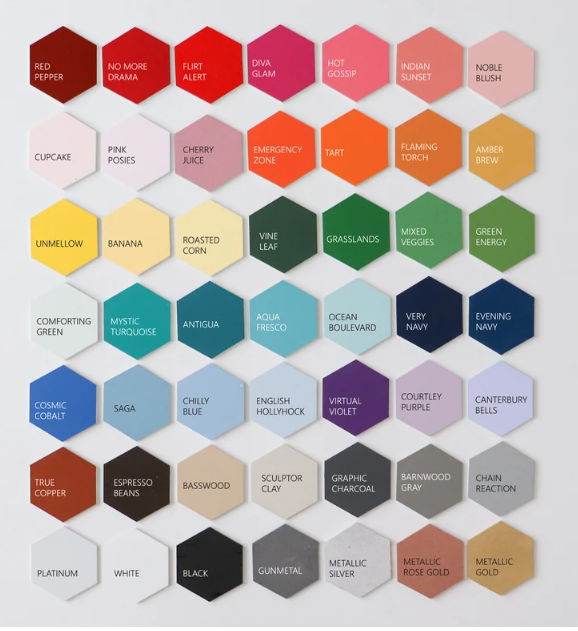 RED
PEPPER
NO MORE
DRAMA
FLIRT
ALERT
DIVA
GLAM
HOT
GOSSIP
INDIAN
SUNSET
NOBLE
BLUSH
CUPCAKE
PINK
POSIES
CHERRY
JUICE
EMERGENCY
ZONE
TART
FLAMING
TORCH
AMBER
BREW
UNMELLOW
BANANA
ROASTED
CORN
VINE
LEAF
GRASSLANDS
MIXED
VEGGIES
GREEN
ENERGY
COMFORTING
GREEN
MYSTIC
TURQUOISE
ANTIGUA
AQUA
FRESCO
OCEAN
BOULEVARD
VERY
NAVY
EVENING
NAVY
COSMIC
COBALT
SAGA
CHILLY
BLUE
ENGLISH
HOLLYHOCK
VIRTUAL
VIOLET
COURTLEY
PURPLE
CANTERBURY
BELLS
TRUE
COPPER
ESPRESSO
BEANS
BASSWOOD
SCULPTOR
CLAY
GRAPHIC
CHARCOAL
BARNWOOD
GRAY
CHAIN
REACTION
PLATINUM
WHITE
BLACK
GUNMETAL
METALLIC
SILVER
METALLIC
ROSE GOLD
METALLIC
GOLD